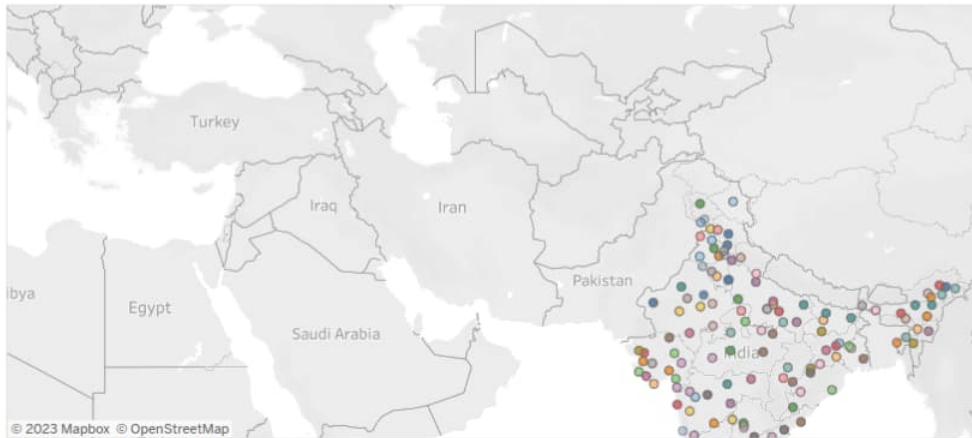 Turkey
Iraq
Iran
Pakistan
ibya
Egypt
Saudi Arabia
India
© 2023 Mapbox © OpenStreetMap